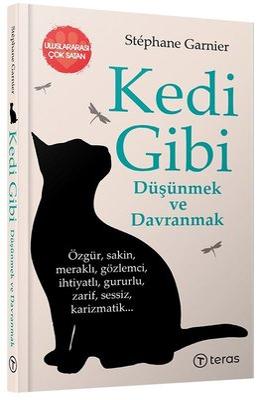 Stéphane Garnier
ULUSLARARASI
ÇOK SATAN
Kedi
Gibi
Düşünmek
ve
Davranmak
Özgür, sakin,
meraklı, gözlemci,
ihtiyatlı, gururlu,
zarif, sessiz,
karizmatik...
teras
Stéphane Garnier
Kedi Gibi
Düşünmek ve Davranmak